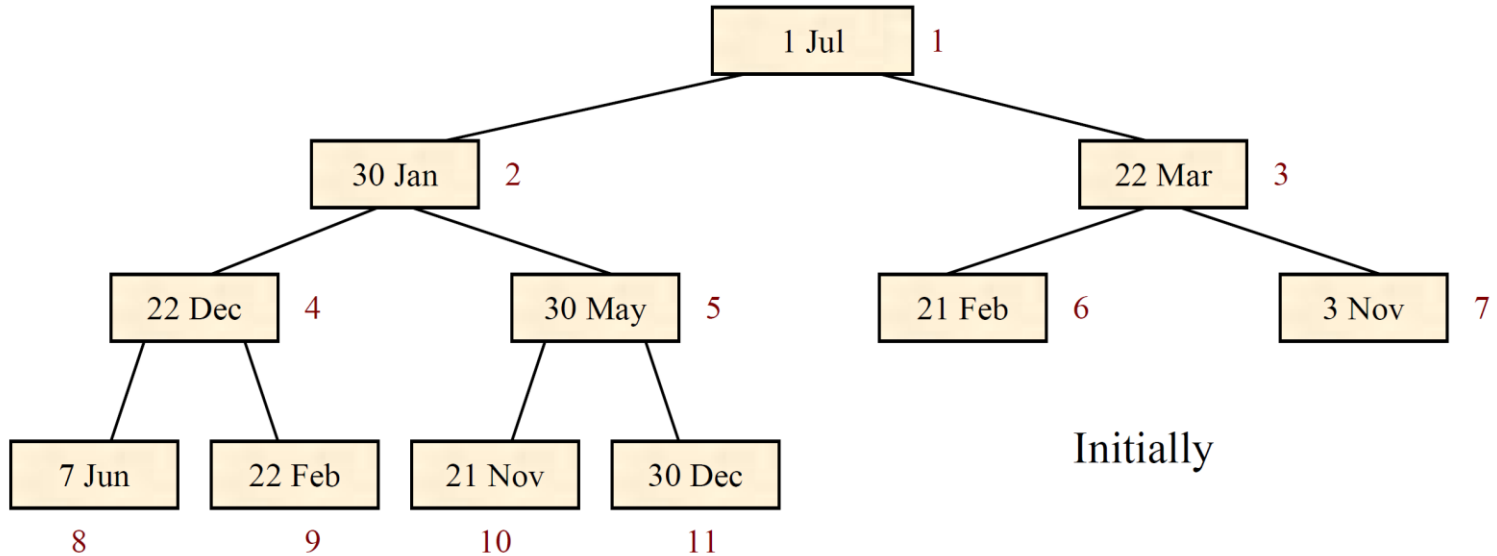 1 Jul 1
30 Jan 2
22 Mar 3
22 Dec 4
30 May 5
21 Feb 6
3 Nov 7
7 Jun
22 Feb
21 Nov
30 Dec
Initially
8
9
10
11